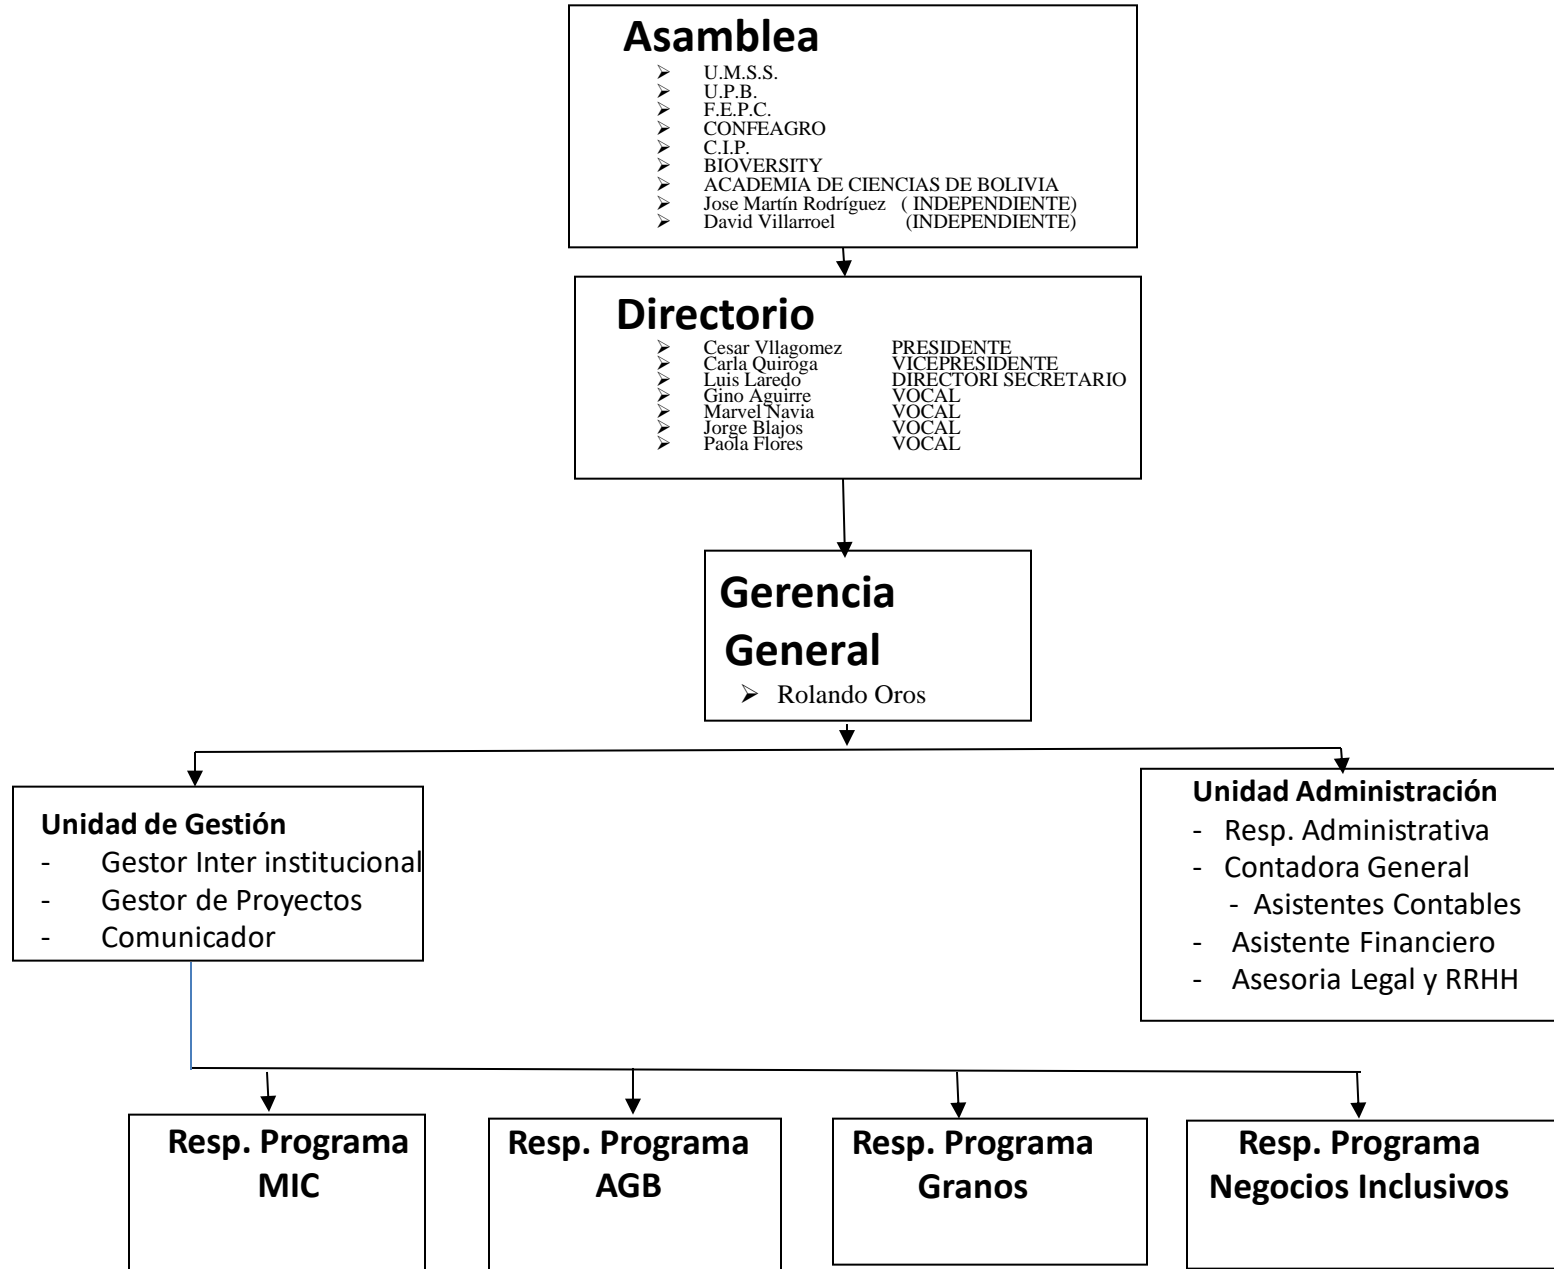 Asamblea
➢ U.M.S.S.
➢ U.P.B.
➢ F.E.P.C.
➢ CONFEAGRO
➢ C.I.P.
➢ BIOVERSITY
➢ ACADEMIA DE CIENCIAS DE BOLIVIA
➢ Jose Martín Rodríguez ( INDEPENDIENTE)
➢ David Villarroel (INDEPENDIENTE)
Directorio
➢ Cesar Vllagomez PRESIDENTE
➢ Carla Quiroga VICEPRESIDENTE
➢ Luis Laredo DIRECTORI SECRETARIO
➢ Gino Aguirre VOCAL
➢ Marvel Navia VOCAL
➢ Jorge Blajos VOCAL
➢ Paola Flores VOCAL
Gerencia
General
➢ Rolando Oros
Unidad de Gestión
- Gestor Inter institucional
- Gestor de Proyectos
- Comunicador
Unidad Administración
- Resp. Administrativa
- Contadora General
- Asistentes Contables
- Asistente Financiero
- Asesoria Legal y RRHH
Resp. Programa
MIC
Resp. Programa
AGB
Resp. Programa
Granos
Resp. Programa
Negocios Inclusivos